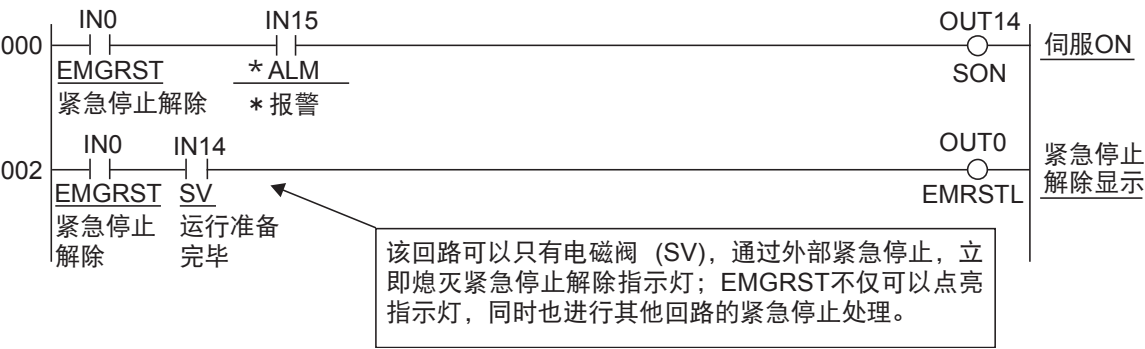 IN0 IN15 OUT14
000 伺服ON
EMGRST *ALM SON
紧急停止解除 *报警
IN0 IN14 OUT0
002 紧急停止
解除显示
EMGRST SV EMRSTL
紧急停止 运行准备
解除 完毕
该回路可以只有电磁阀 (SV)，通过外部紧急停止，立
即熄灭紧急停止解除指示灯；EMGRST不仅可以点亮
指示灯，同时也进行其他回路的紧急停止处理。